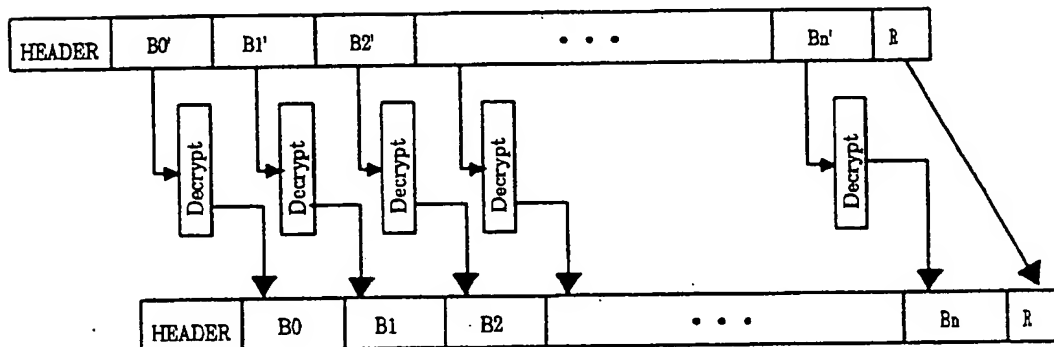 HEADER B0' B1' B2' • • • Bn' R
Decrypt Decrypt Decrypt Decrypt Decrypt
HEADER B0 B1 B2 • • • Bn R